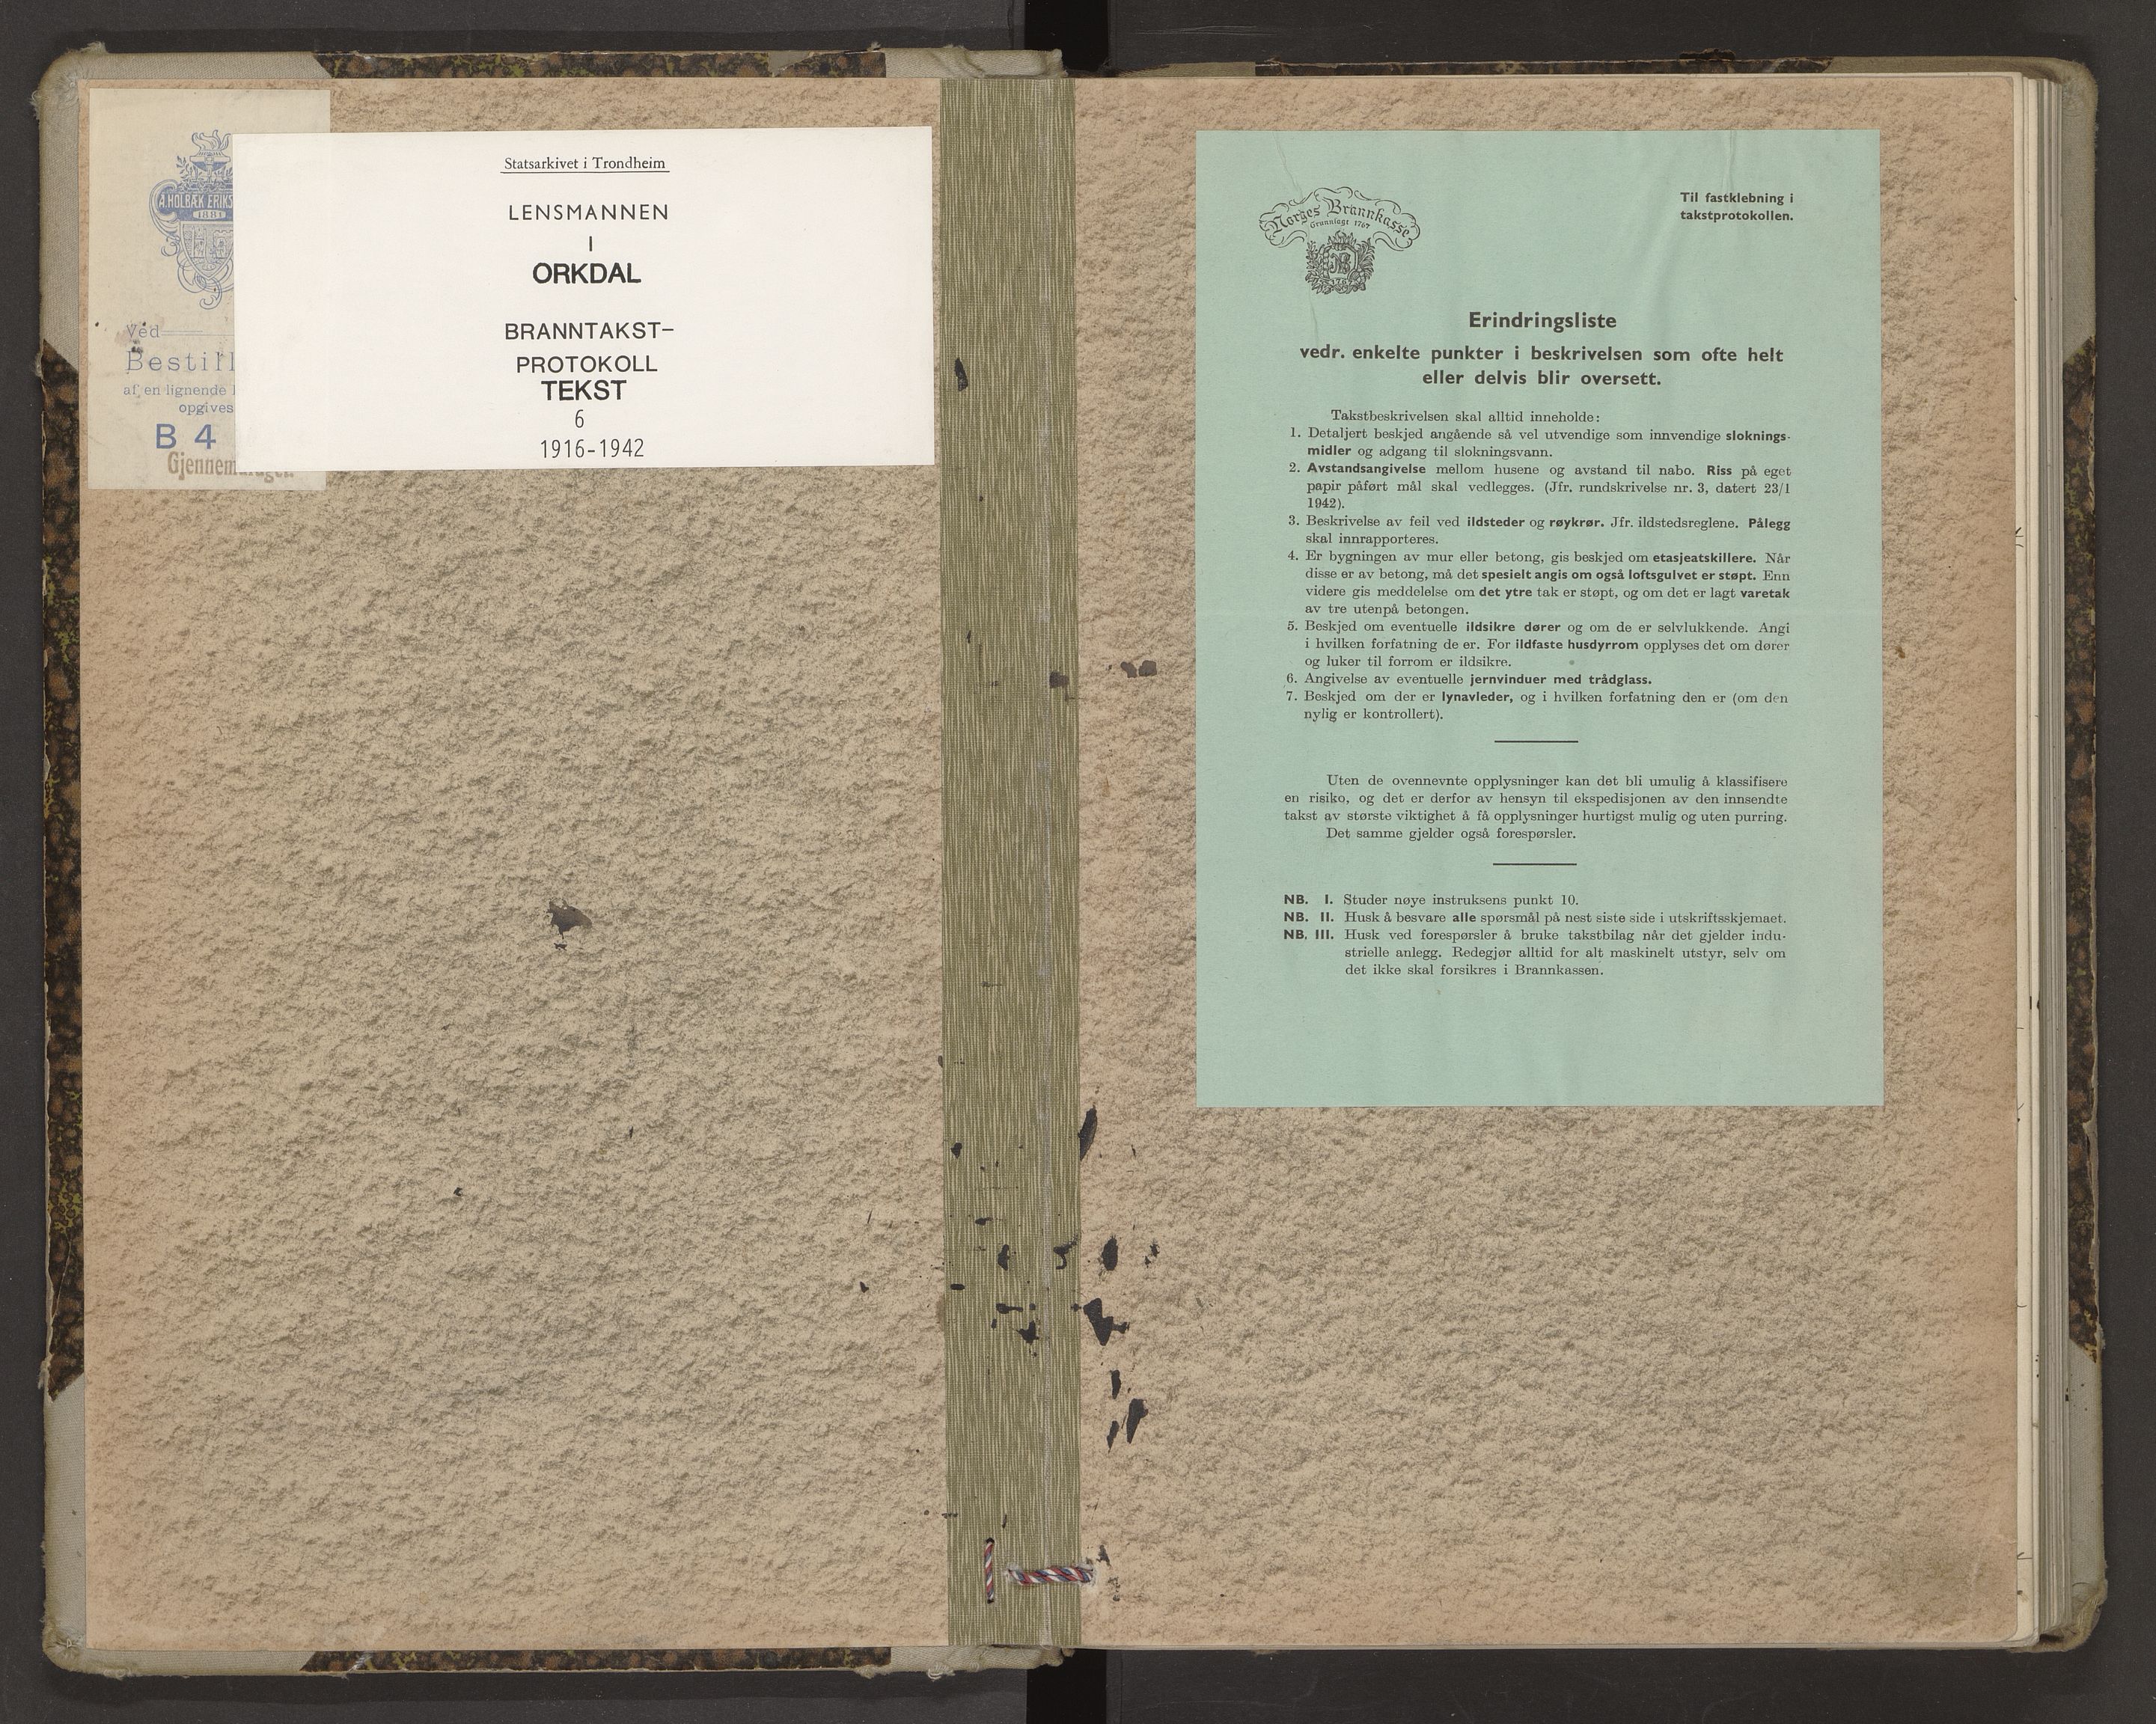 A. HOLBÆK ERIKS
1881
Ved
Bestill
af en lignende
opgives
B 4
Statsarkivet i Trondheim
LENSMANNEN
I
ORKDAL
BRANNTAKST-
PROTOKOLL
TEKST
6
1916-1942
Norges Brannkasse
Grunnlagt 1767
Til fastklebning i
takstprotokollen.
Erindringsliste
vedr. enkelte punkter i beskrivelsen som ofte helt
eller delvis blir oversett.
Takstbeskrivelsen skal alltid inneholde:
1. Detaljert beskjed angående så vel utvendige som innvendige sloknings-
midler og adgang til slokningsvann.
2. Avstandsangivelse mellom husene og avstand til nabo. Riss på eget
papir påført mål skal vedlegges. (Jfr. rundskrivelse nr. 3, datert 23/1
1942).
3. Beskrivelse av feil ved ildsteder og røykrør. Jfr. ildstedsreglene. Pålegg
skal innrapporteres.
4. Er bygningen av mur eller betong, gis beskjed om etasjeatskillere. Når
disse er av betong, må det spesielt angis om også loftsgulvet er støpt. Enn
videre gis meddelelse om det ytre tak er støpt, og om det er lagt varetak
av tre utenpå betongen.
5. Beskjed om eventuelle ildsikre dører og om de er selvlukkende. Angi
i hvilken forfatning de er. For ildfaste husdyrrom opplyses det om dører
og luker til forrom er ildsikre.
6. Angivelse av eventuelle jernvinduer med trådglass.
7. Beskjed om der er lynavleder, og i hvilken forfatning den er (om den
nylig er kontrollert).
Uten de ovennevnte opplysninger kan det bli umulig å klassifisere
en risiko, og det er derfor av hensyn til ekspedisjonen av den innsendte
takst av største viktighet å få opplysninger hurtigst mulig og uten purring.
Det samme gjelder også forespørsler.
NB. I. Studer nøye instruksens punkt 10.
NB. II. Husk å besvare alle spørsmål på nest siste side i utskriftsskjemaet.
NB. III. Husk ved forespørsler å bruke takstbilag når det gjelder indu-
strielle anlegg. Redegjør alltid for alt maskinelt utstyr, selv om
det ikke skal forsikres i Brannkassen.